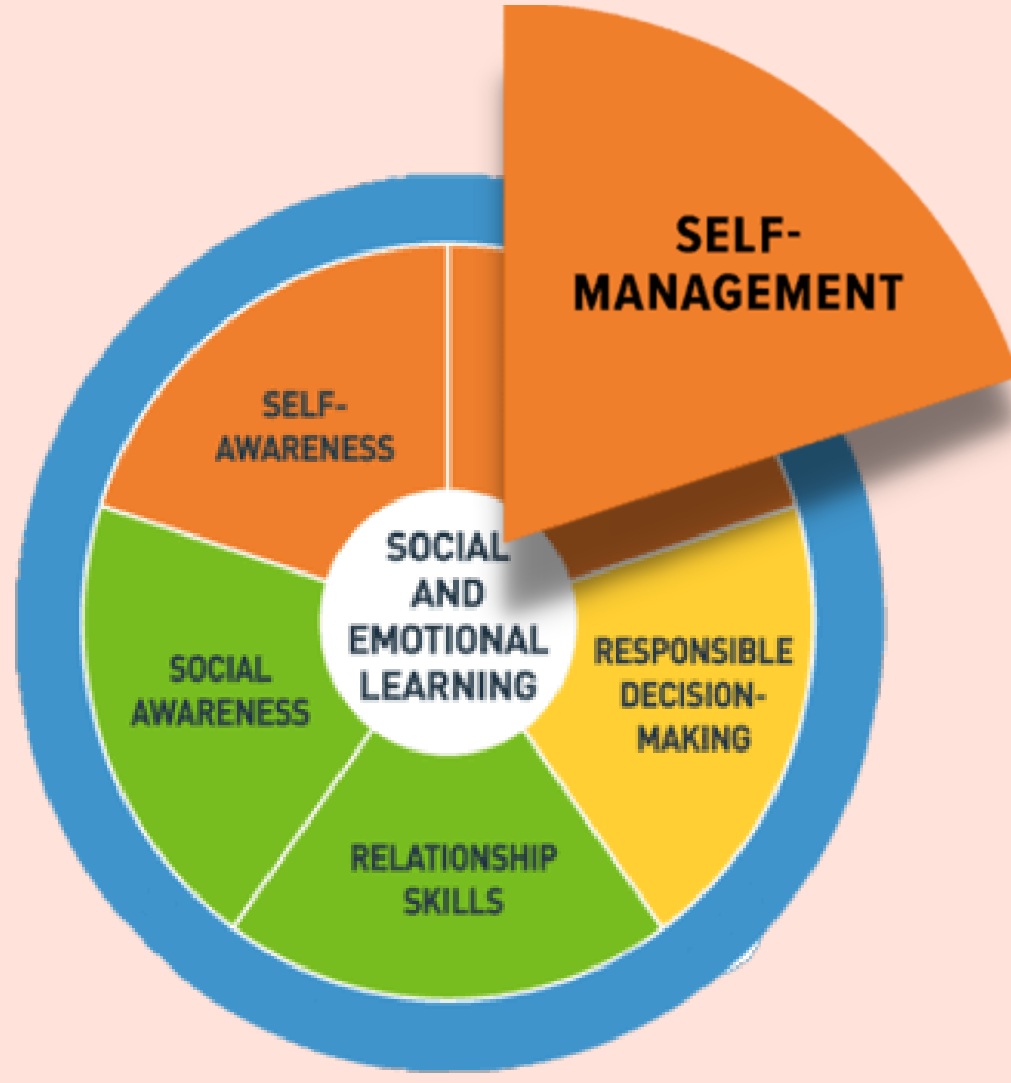 SELF-
MANAGEMENT
SELF-
AWARENESS
SOCIAL
AND
EMOTIONAL
LEARNING
SOCIAL
AWARENESS
RESPONSIBLE
DECISION-
MAKING
RELATIONSHIP
SKILLS